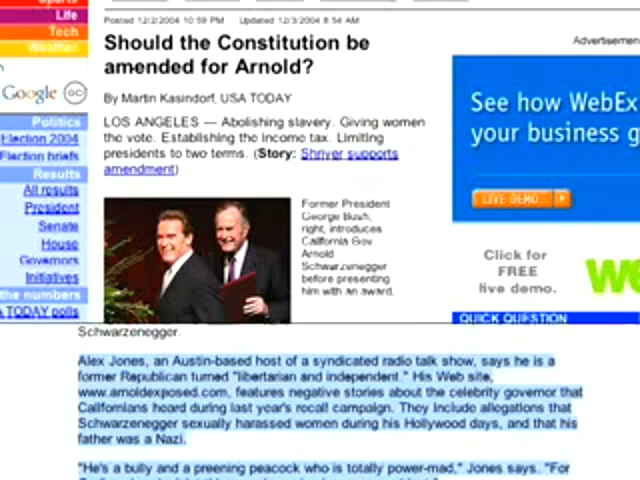 Life
Tech
Weather
Google
Politics
Election 2004
Election briefs
Results
All results
President
Senate
House
Governors
Initiatives
the numbers
TODAY polls
Posted 12/2/2004 10:59 PM Updated 12/3/2004 8:54 AM
Should the Constitution be
amended for Arnold?
By Martin Kasindorf, USA TODAY
LOS ANGELES — Abolishing slavery. Giving women
the vote. Establishing the income tax. Limiting
presidents to two terms. (Story: Shriver supports
amendment)
Former President
George Bush,
right, introduces
California Gov.
Arnold
Schwarzenegger
before presenting
him with an award.
Advertisemen
See how WebEx
your business g
LIVE DEMO
Click for
FREE
live demo.
we
QUICK QUESTION
Schwarzenegger.
Alex Jones, an Austin-based host of a syndicated radio talk show, says he is a
former Republican turned "libertarian and independent." His Web site,
www.arnoldexposed.com, features negative stories about the celebrity governor that
Californians heard during last year's recall campaign. They include allegations that
Schwarzenegger sexually harassed women during his Hollywood days, and that his
father was a Nazi.
"He's a bully and a preening peacock who is totally power-mad," Jones says. "For